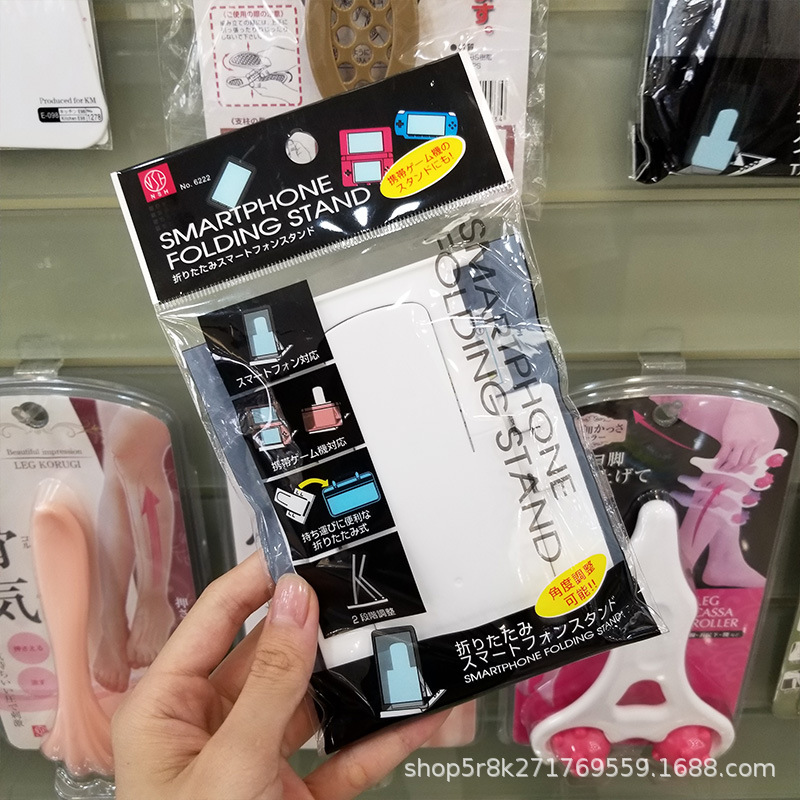 Produced for KM
E-098
1278
NSH
No. 6222
SMARTPHONE
FOLDING STAND
折りたたみスマートフォンスタンド
携帯ゲーム機の
スタンドにも!
SMARTPHONE
FOLDING STAND
スマートフォン対応
携帯ゲーム機対応
持ち運びに便利な
折りたたみ式
2段階調整
角度調整
可能!!
折りたたみ
スマートフォンスタンド
SMARTPHONE FOLDING STAND
Beautiful impression
LEG KORUGI
LEG
CASSA
ROLLER
shop5r8k271769559.1688.com